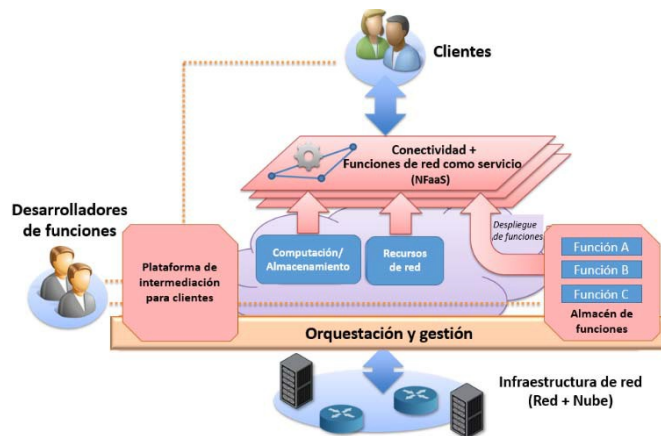 Clientes
Conectividad +
Funciones de red como servicio
(NFaaS)
Desarrolladores
de funciones
Plataforma de
intermediación
para clientes
Computación/
Almacenamiento
Recursos
de red
Despliegue
de funciones
Función A
Función B
Función C
Almacén de
funciones
Orquestación y gestión
Infraestructura de red
(Red + Nube)